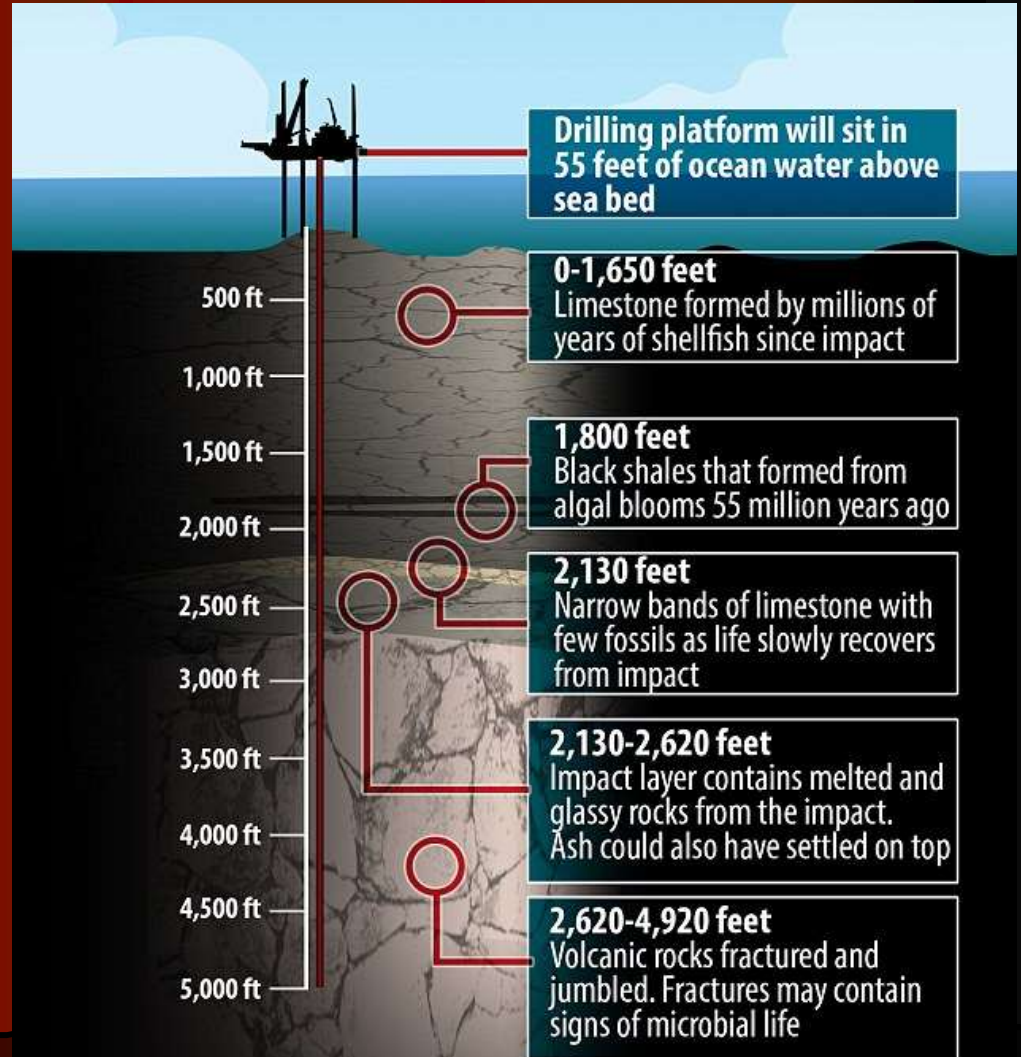 Drilling platform will sit in
55 feet of ocean water above
sea bed
0-1,650 feet
Limestone formed by millions of
years of shellfish since impact
500 ft
1,000 ft
1,500 ft
2,000 ft
2,500 ft
3,000 ft
3,500 ft
4,000 ft
4,500 ft
5,000 ft
1,800 feet
Black shales that formed from
algal blooms 55 million years ago
2,130 feet
Narrow bands of limestone with
few fossils as life slowly recovers
from impact
2,130-2,620 feet
Impact layer contains melted and
glassy rocks from the impact.
Ash could also have settled on top
2,620-4,920 feet
Volcanic rocks fractured and
jumbled. Fractures may contain
signs of microbial life